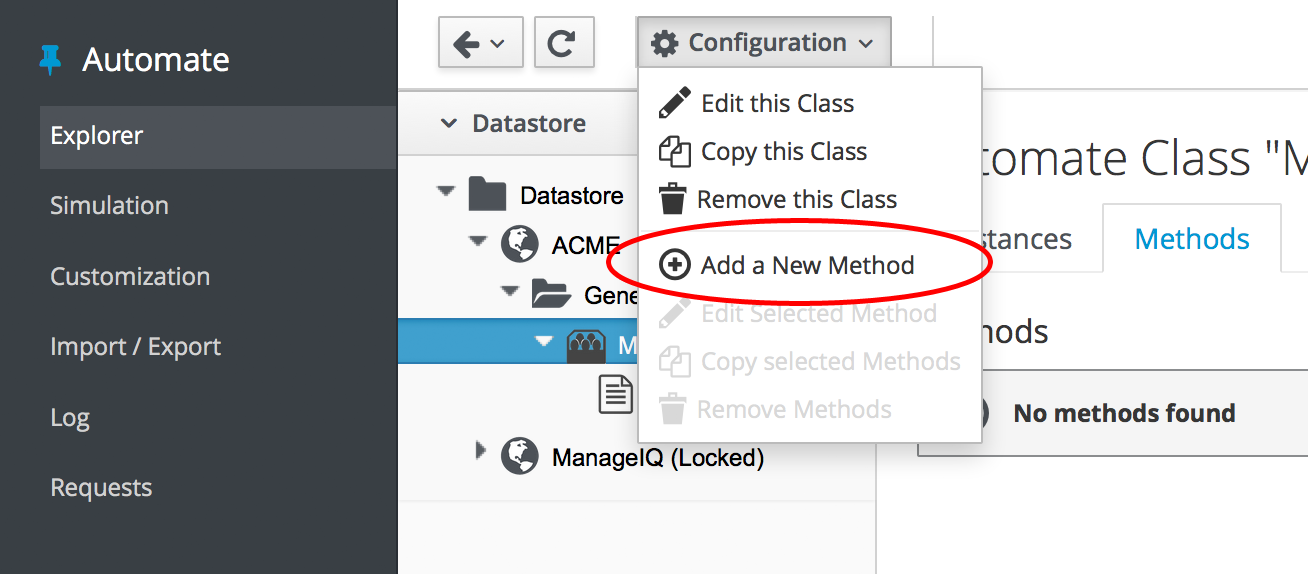 Automate
Explorer
Simulation
Customization
Import / Export
Log
Requests
Configuration
Edit this Class
Copy this Class
Remove this Class
Add a New Method
Edit Selected Method
Copy selected Methods
Remove Methods
Datastore
Datastore
ACME
Gene
M
ManageIQ (Locked)
tomate Class "M
stances
Methods
hods
No methods found